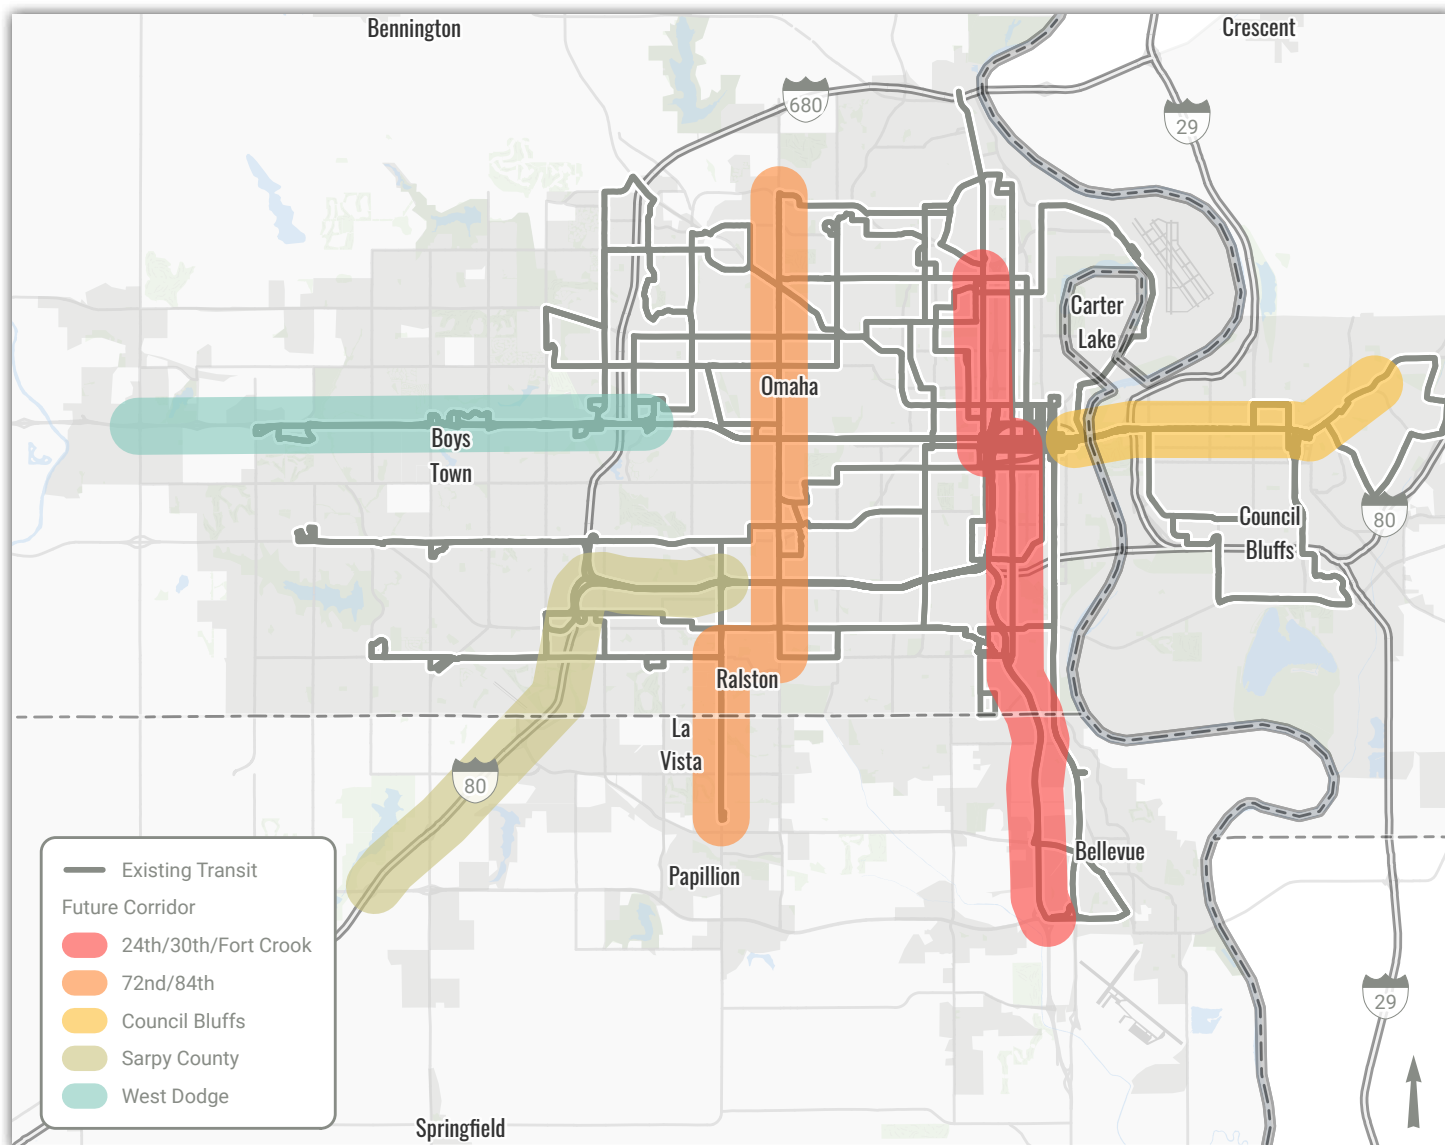 Bennington
Crescent
680
29
Carter
Lake
Omaha
Boys
Town
Council
Bluffs
80
Ralston
La
Vista
80
Bellevue
Papillion
29
Springfield
Existing Transit
Future Corridor
24th/30th/Fort Crook
72nd/84th
Council Bluffs
Sarpy County
West Dodge